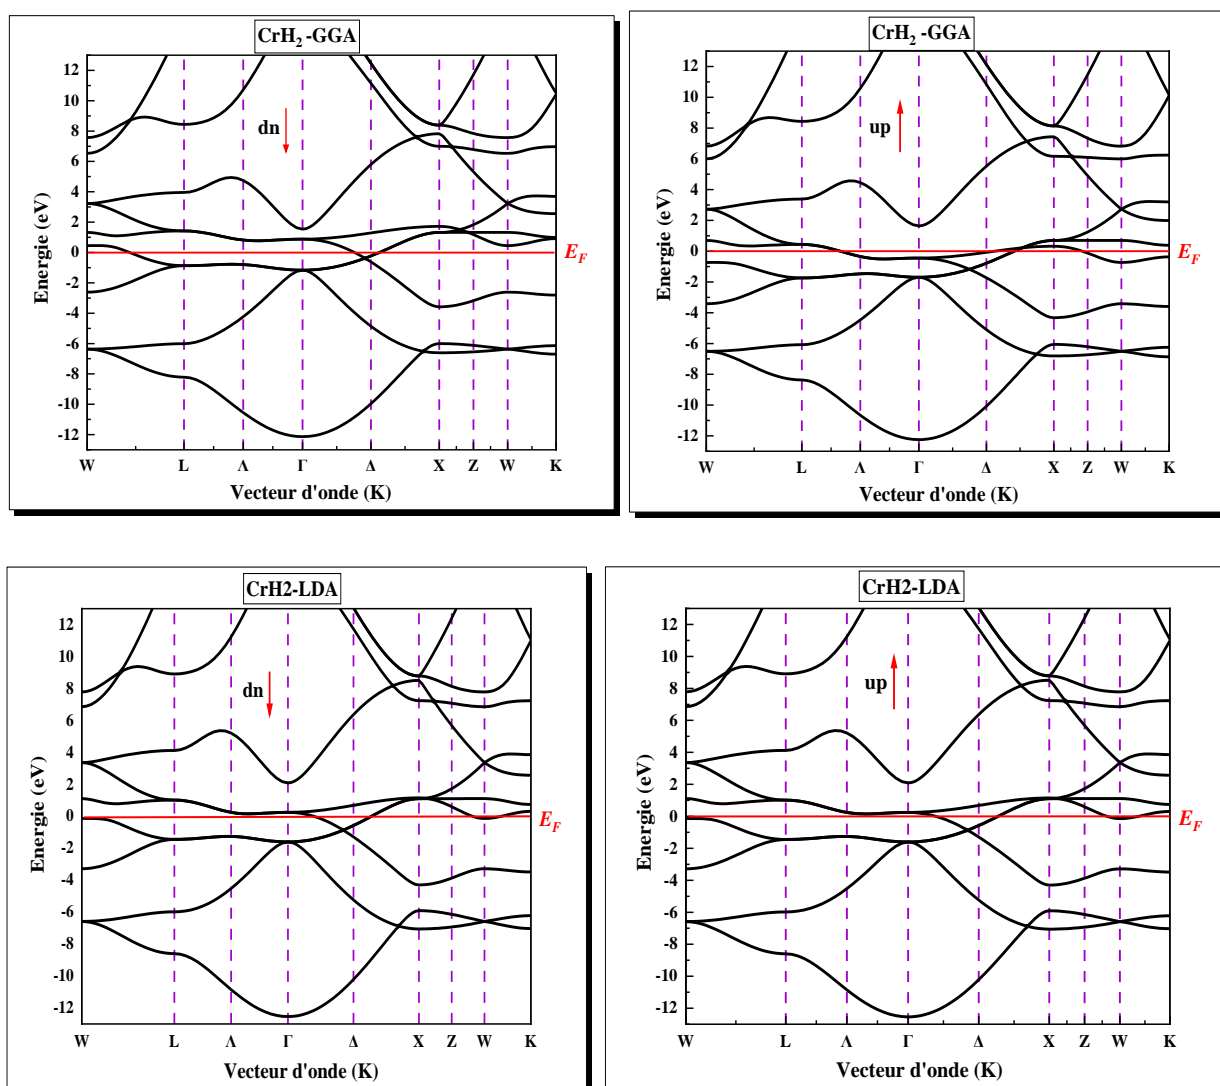 CrH₂ -GGA
12
10
8
6
4
2
0
-2
-4
-6
-8
-10
-12
Energie (eV)
dn
E_F
W L Λ Γ Δ X Z W K
Vecteur d'onde (K)
CrH₂ -GGA
12
10
8
6
4
2
0
-2
-4
-6
-8
-10
-12
Energie (eV)
up
E_F
W L Λ Γ Δ X Z W K
Vecteur d'onde (K)
CrH2-LDA
12
10
8
6
4
2
0
-2
-4
-6
-8
-10
-12
Energie (eV)
dn
E_F
W L Λ Γ Δ X Z W K
Vecteur d'onde (K)
CrH2-LDA
12
10
8
6
4
2
0
-2
-4
-6
-8
-10
-12
Energie (eV)
up
E_F
W L Λ Γ Δ X Z W K
Vecteur d'onde (K)